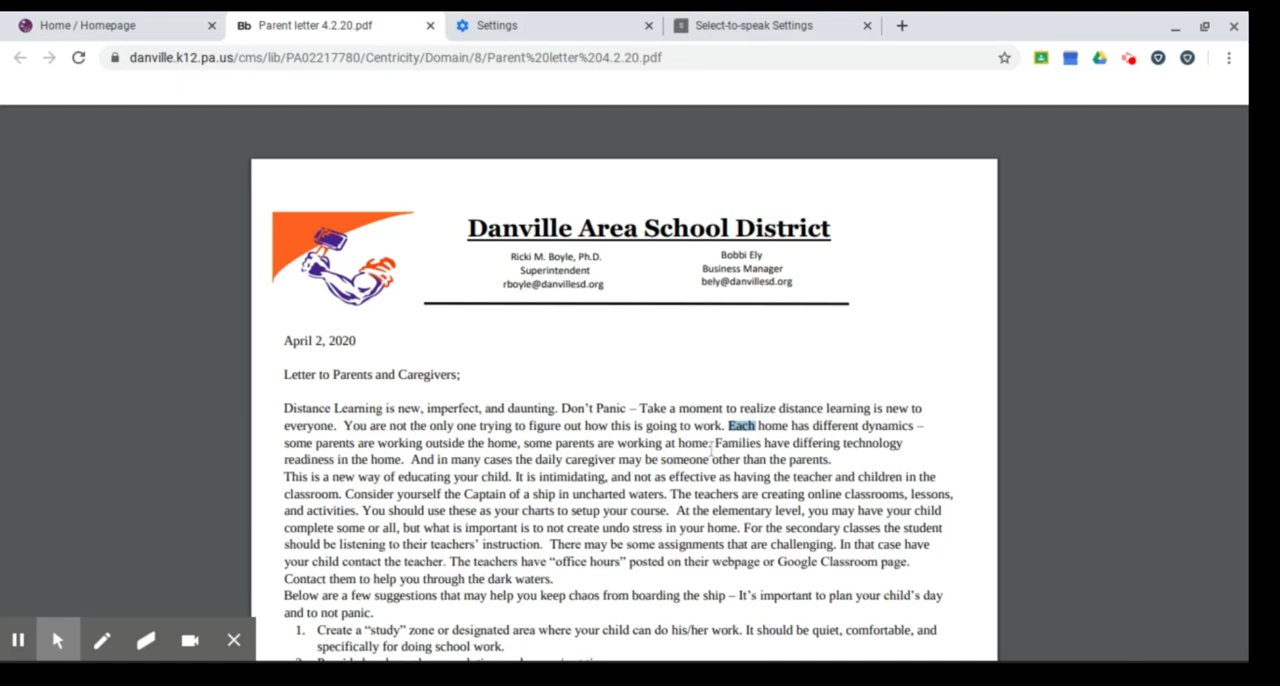 Home / Homepage
Bb Parent letter 4.2.20.pdf
Settings
Select-to-speak Settings
danville.k12.pa.us/cms/lib/PA02217780/Centricity/Domain/8/Parent%20letter%204.2.20.pdf
Danville Area School District
Ricki M. Boyle, Ph.D.
Superintendent
rboyle@danvillesd.org
Bobbi Ely
Business Manager
bely@danvillesd.org
April 2, 2020
Letter to Parents and Caregivers;
Distance Learning is new, imperfect, and daunting. Don't Panic – Take a moment to realize distance learning is new to
everyone. You are not the only one trying to figure out how this is going to work. Each home has different dynamics –
some parents are working outside the home, some parents are working at home. Families have differing technology
readiness in the home. And in many cases the daily caregiver may be someone other than the parents.
This is a new way of educating your child. It is intimidating, and not as effective as having the teacher and children in the
classroom. Consider yourself the Captain of a ship in uncharted waters. The teachers are creating online classrooms, lessons,
and activities. You should use these as your charts to setup your course. At the elementary level, you may have your child
complete some or all, but what is important is to not create undo stress in your home. For the secondary classes the student
should be listening to their teachers' instruction. There may be some assignments that are challenging. In that case have
your child contact the teacher. The teachers have "office hours" posted on their webpage or Google Classroom page.
Contact them to help you through the dark waters.
Below are a few suggestions that may help you keep chaos from boarding the ship – It's important to plan your child's day
and to not panic.
1. Create a "study" zone or designated area where your child can do his/her work. It should be quiet, comfortable, and
specifically for doing school work.